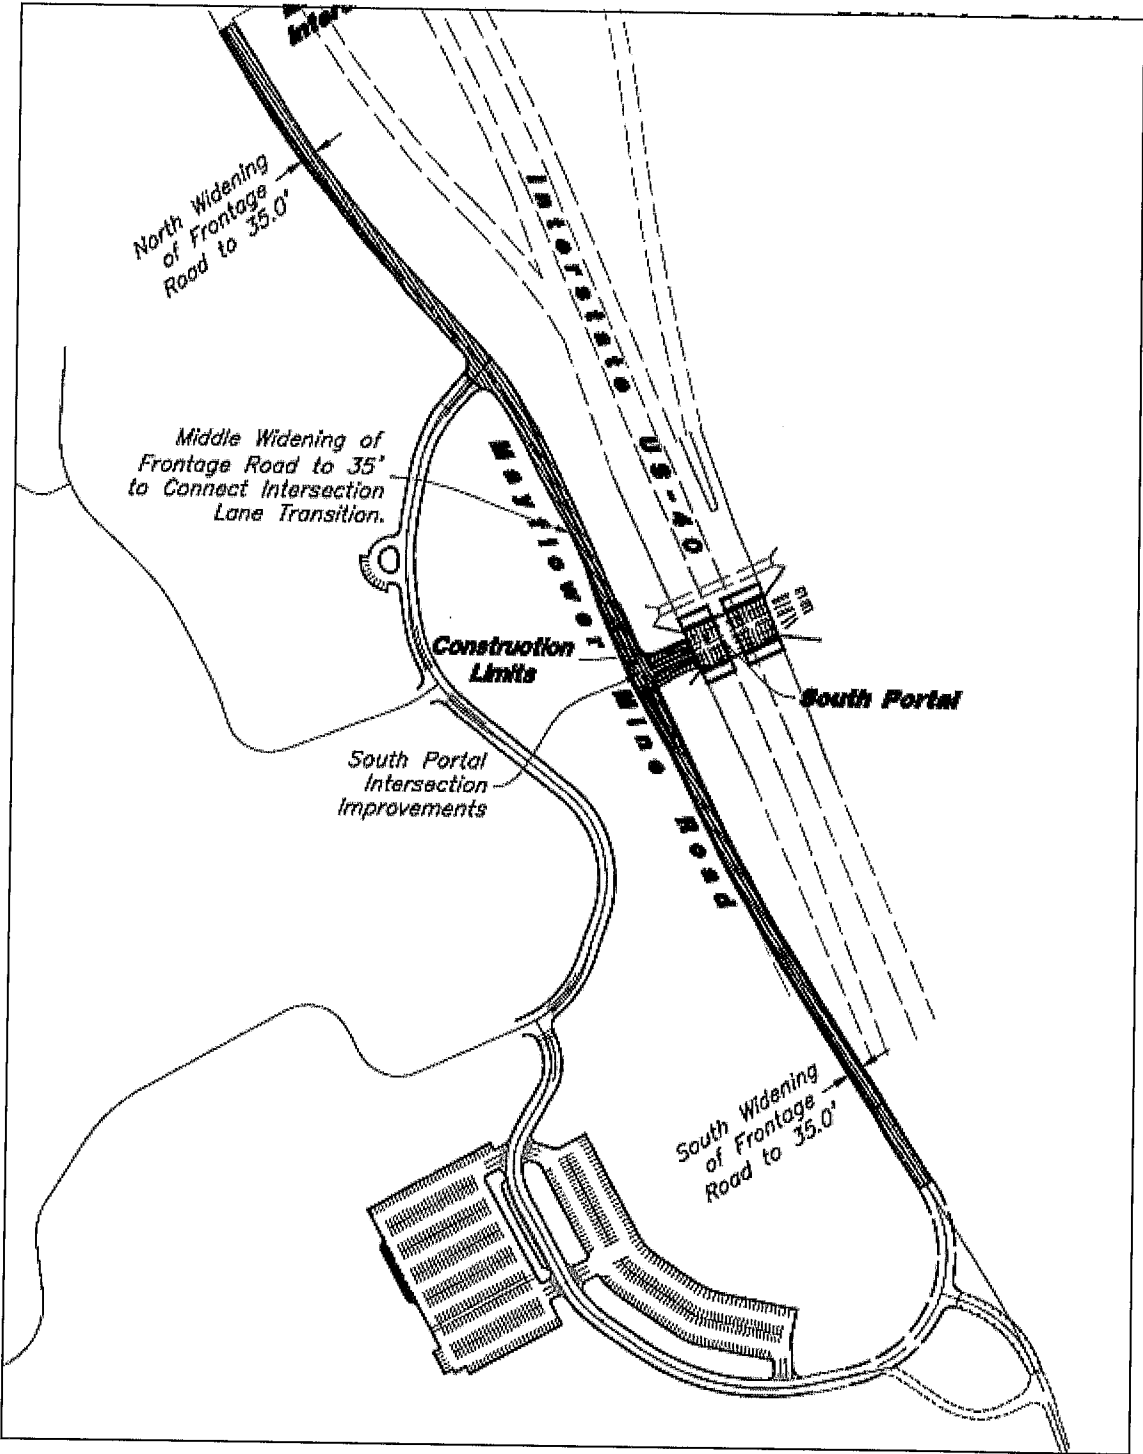 North Widening
of Frontage
Road to 35.0'
Interstate US-40
Middle Widening of
Frontage Road to 35'
to Connect Intersection
Lane Transition.
Mayflower Mine Road
Construction
Limits
South Portal
South Portal
Intersection
Improvements
South Widening
of Frontage
Road to 35.0'